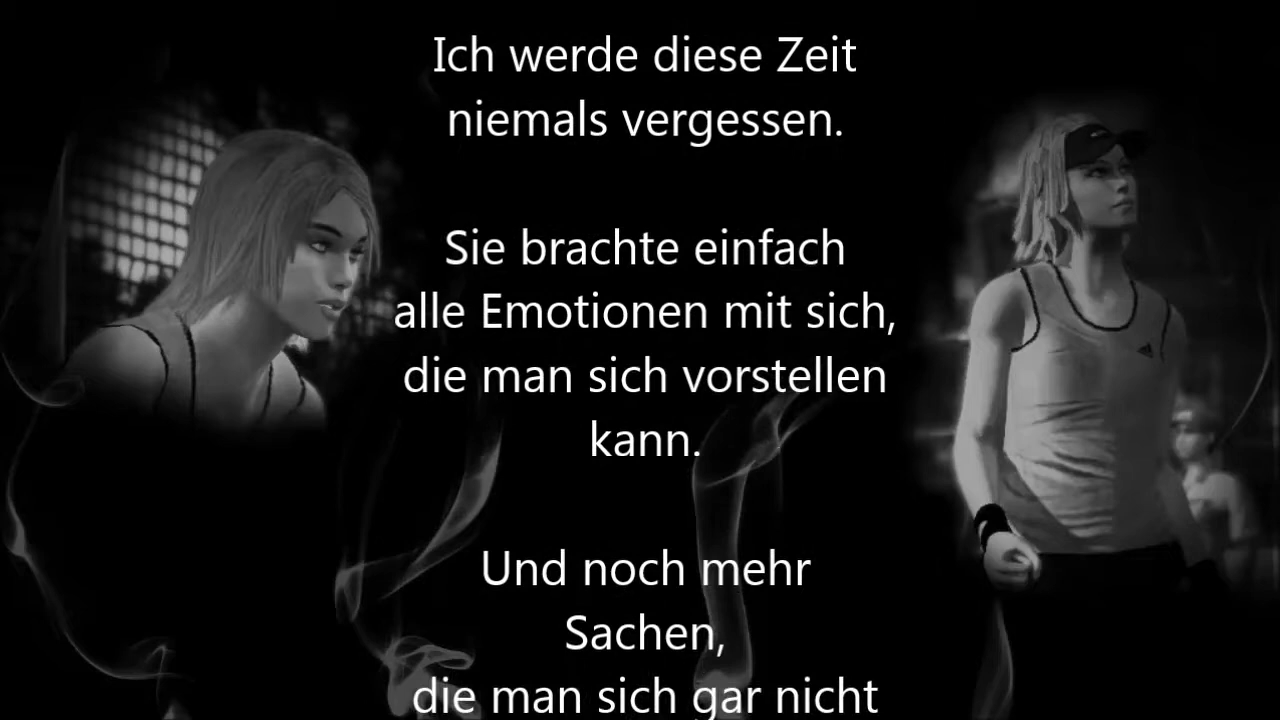 Ich werde diese Zeit
niemals vergessen.
Sie brachte einfach
alle Emotionen mit sich,
die man sich vorstellen
kann.
Und noch mehr
Sachen,
die man sich gar nicht